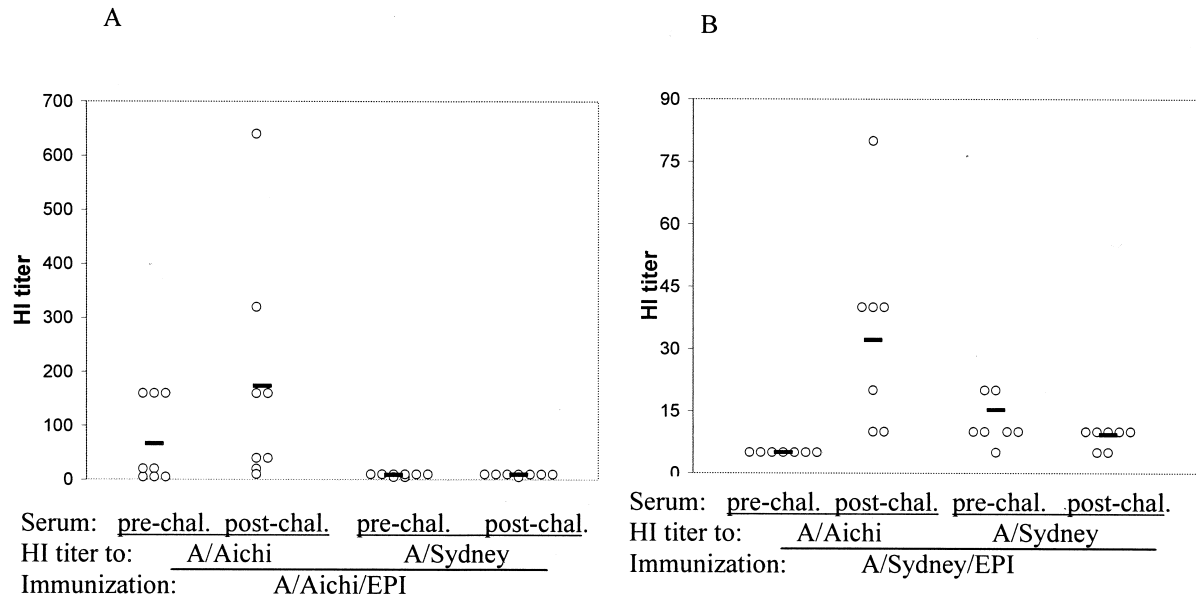 A
700
600
500
400
300
200
100
0
HI titer
Serum: pre-chal. post-chal. pre-chal. post-chal.
HI titer to: A/Aichi A/Sydney
Immunization: A/Aichi/EPI
B
90
75
60
45
30
15
0
HI titer
Serum: pre-chal. post-chal. pre-chal. post-chal.
HI titer to: A/Aichi A/Sydney
Immunization: A/Sydney/EPI